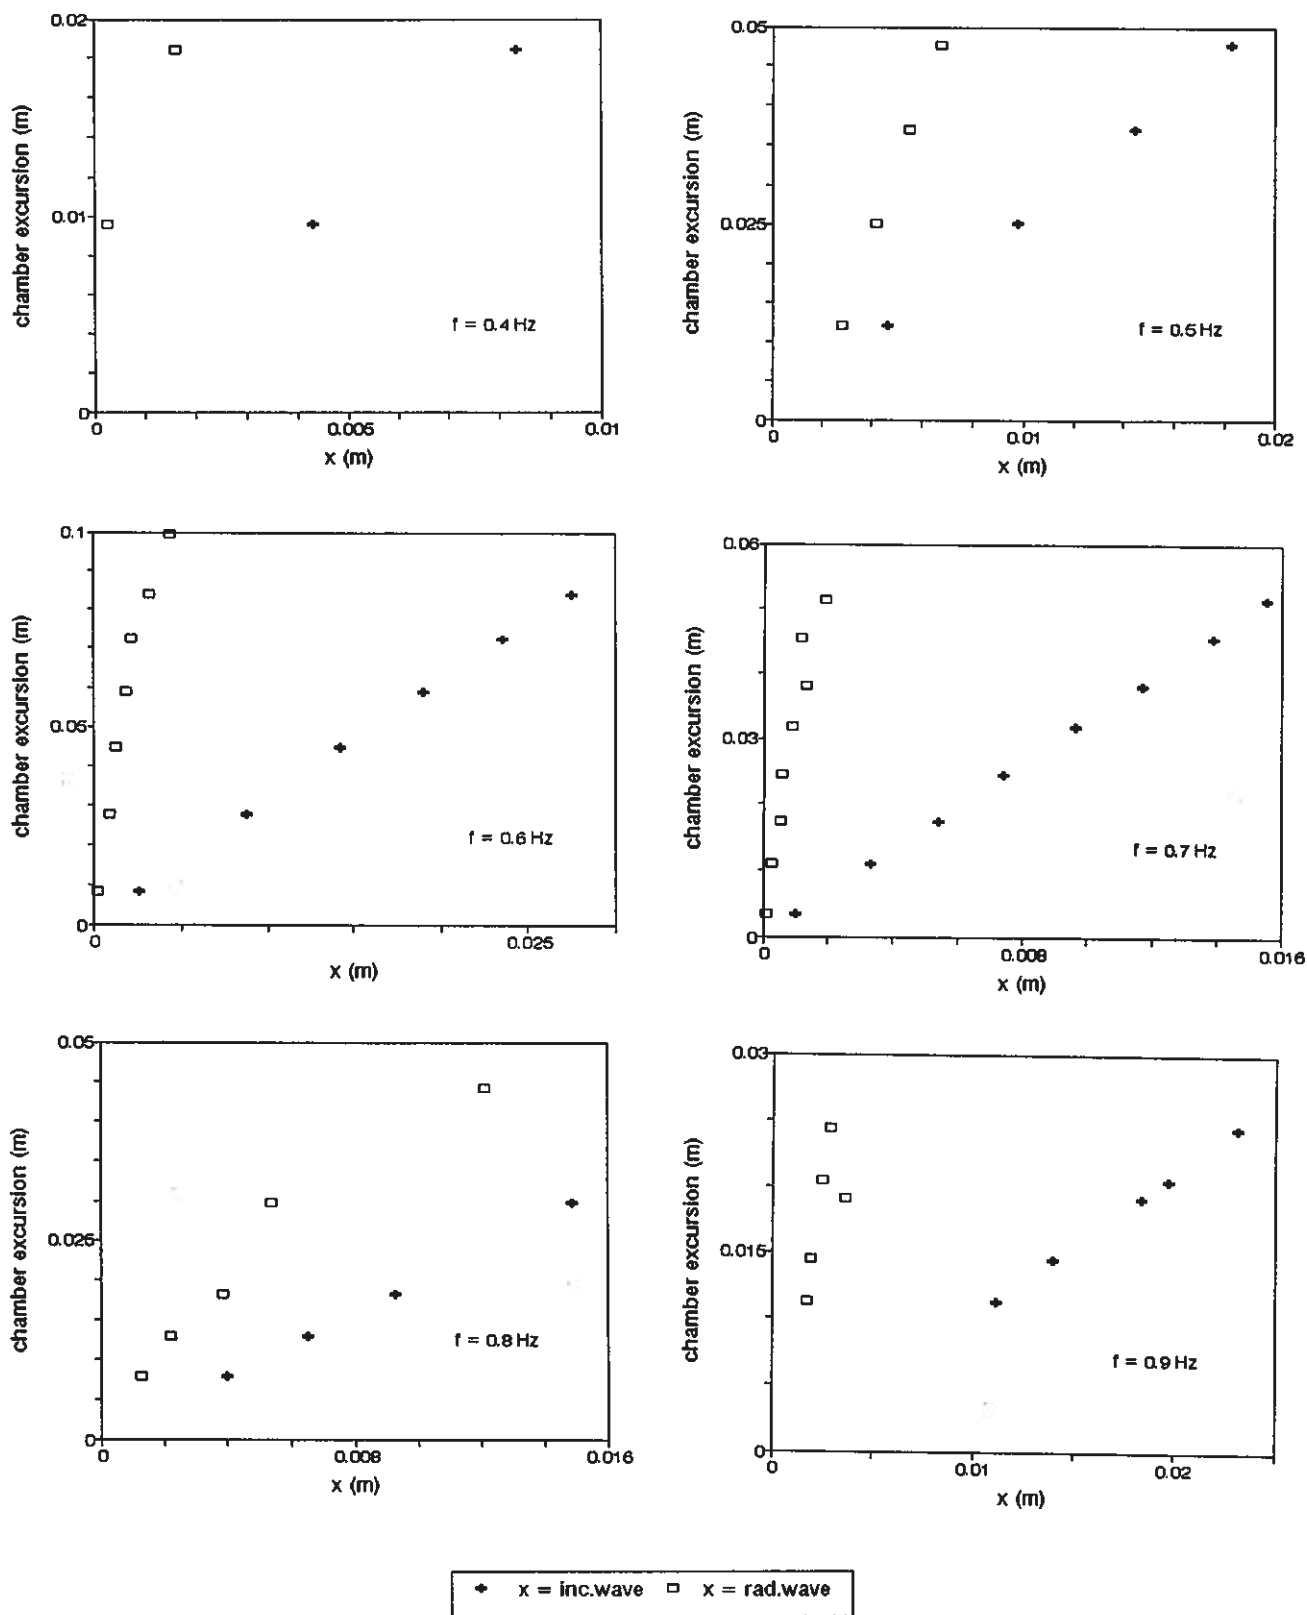 0.02
chamber excursion (m)
0.01
f = 0.4 Hz
0
0
0.005
0.01
x (m)
0.05
chamber excursion (m)
0.025
f = 0.5 Hz
0
0
0.01
0.02
x (m)
0.1
chamber excursion (m)
0.05
f = 0.6 Hz
0
0
0.025
x (m)
0.06
chamber excursion (m)
0.03
f = 0.7 Hz
0
0
0.008
0.016
x (m)
0.05
chamber excursion (m)
0.025
f = 0.8 Hz
0
0
0.008
0.016
x (m)
0.03
chamber excursion (m)
0.015
f = 0.9 Hz
0
0
0.01
0.02
x (m)
x = inc.wave x = rad.wave